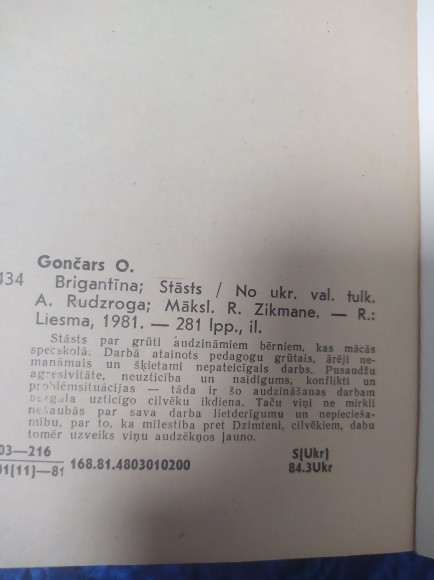 Gončars O.
434 Brigantīna; Stāsts / No ukr. val. tulk.
A. Rudzroga; Māksl. R. Zikmane. — R.:
Liesma, 1981. — 281 lpp., il.
Stāsts par grūti audzināmiem bērniem, kas mācās
specskolā. Darbā atainots pedagogu grūtais, ārēji ne-
manāmais un šķietami nepateicīgais darbs. Pusaudžu
agresivitāte, neuzticība un naidīgums, konflikti un
problēmsituācijas — tāda ir šo audzināšanas darbam
bezgala uzticīgo cilvēku ikdiena. Taču viņi ne mirkli
nešaubās par sava darba lietderīgumu un nepiecieša-
mību, par to, ka mīlestība pret Dzimteni, cilvēkiem, dabu
tomēr uzveiks viņu audzēkņos ļauno.
03—216
01(11)—81 168.81.4803010200
S(Ukr)
84.3Ukr